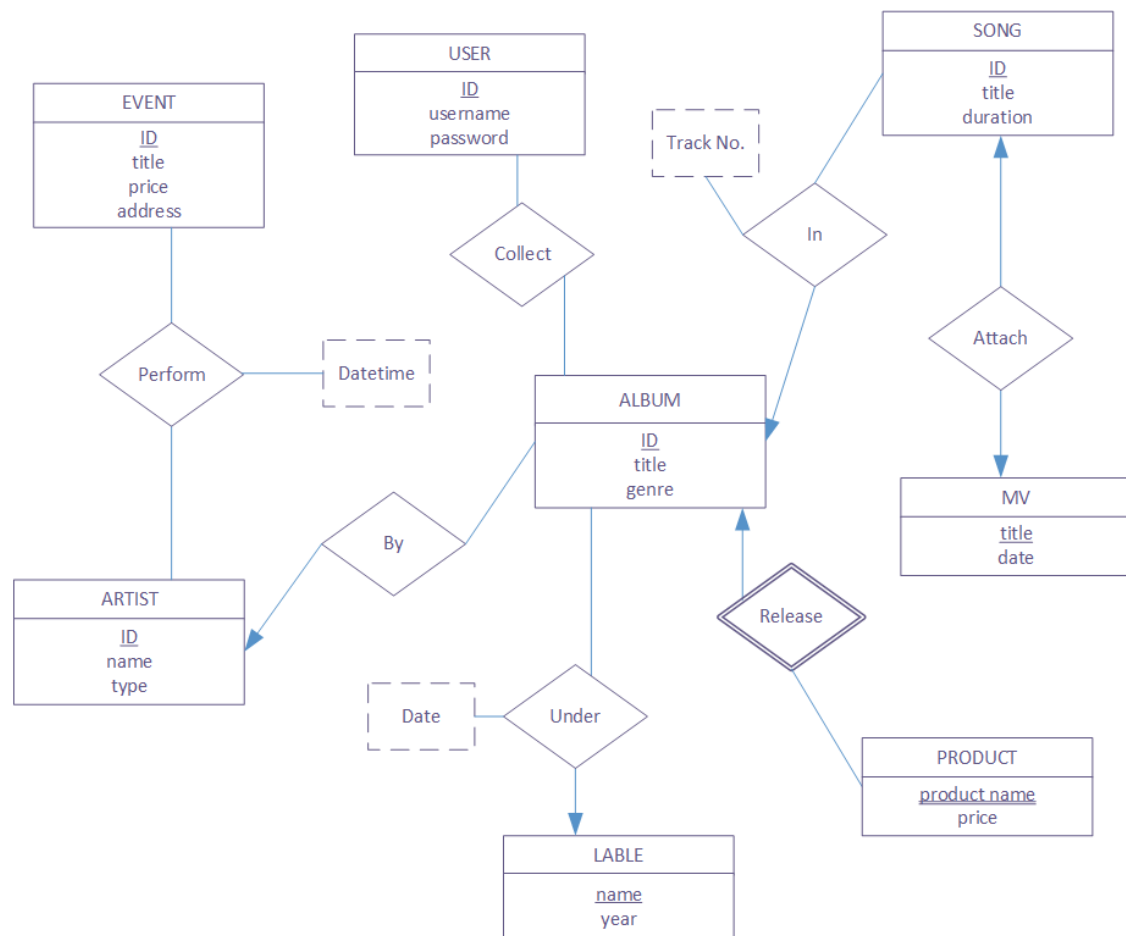 USER
ID
username
password
SONG
ID
title
duration
EVENT
ID
title
price
address
Track No.
In
Collect
Attach
Perform
Datetime
ALBUM
ID
title
genre
MV
title
date
By
ARTIST
ID
name
type
Release
Date
Under
PRODUCT
product name
price
LABLE
name
year